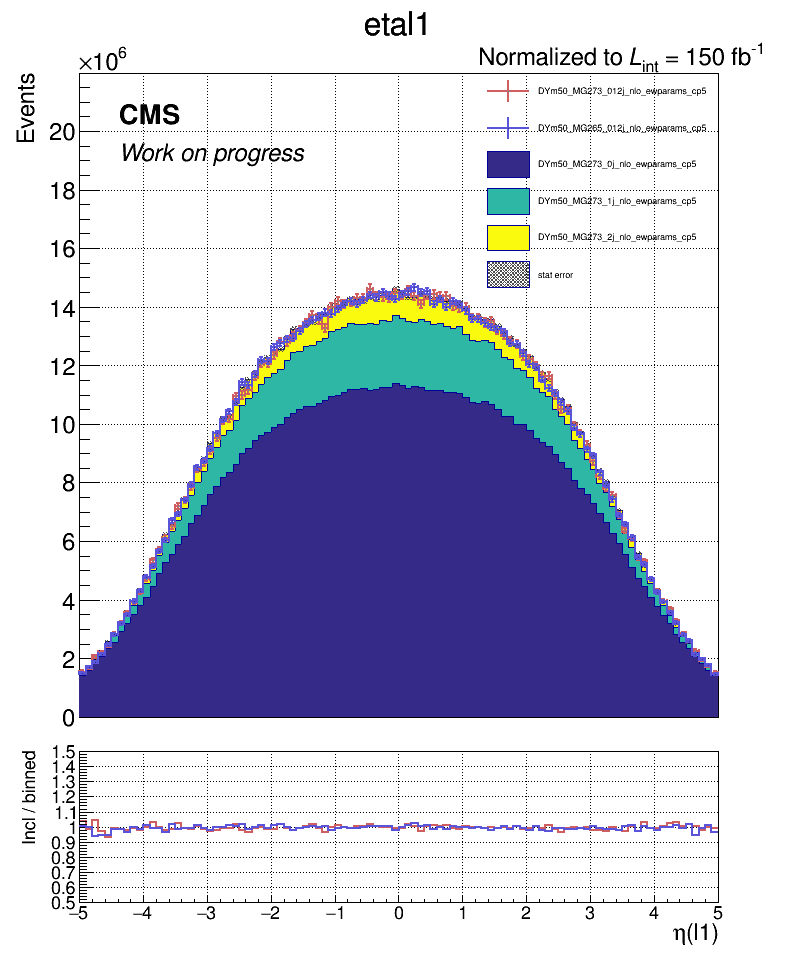 etal1
×10⁶
Normalized to Lint = 150 fb⁻¹
Events
CMS
Work on progress
DYm50_MG273_012j_nlo_ewparams_cp5
DYm50_MG265_012j_nlo_ewparams_cp5
DYm50_MG273_0j_nlo_ewparams_cp5
DYm50_MG273_1j_nlo_ewparams_cp5
DYm50_MG273_2j_nlo_ewparams_cp5
stat error
20
18
16
14
12
10
8
6
4
2
0
Incl / binned
1.5
1.4
1.3
1.2
1.1
1
0.9
0.8
0.7
0.6
0.5
−5 −4 −3 −2 −1 0 1 2 3 4 5
η(l1)